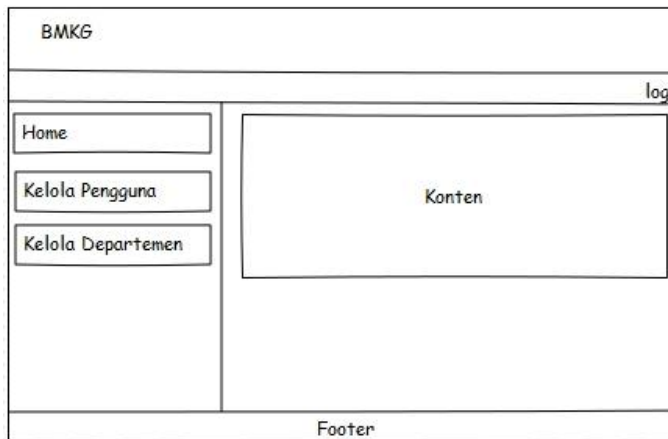 BMKG
log
Home
Kelola Pengguna
Kelola Departemen
Konten
Footer